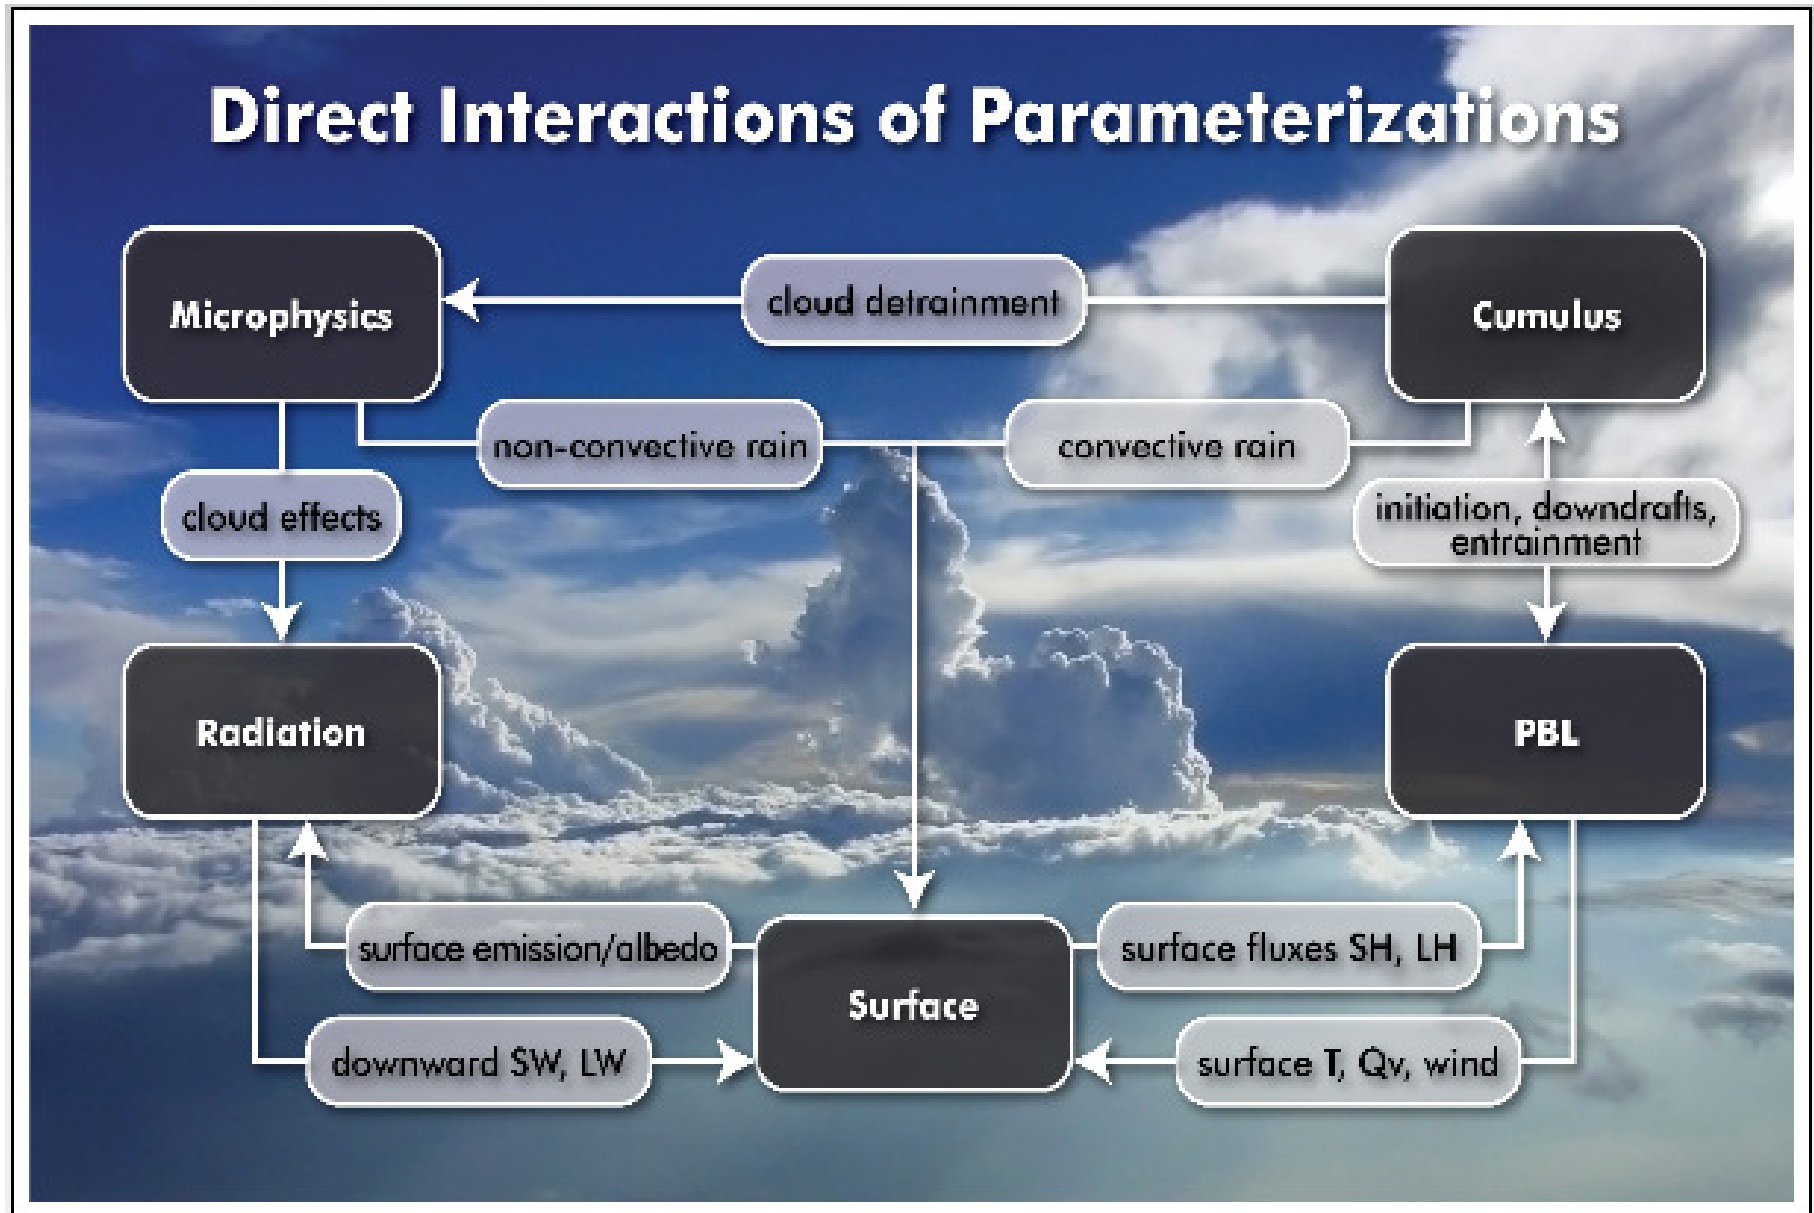 Direct Interactions of Parameterizations
Microphysics
cloud detrainment
Cumulus
non-convective rain
convective rain
cloud effects
initiation, downdrafts,
entrainment
Radiation
PBL
surface emission/albedo
surface fluxes SH, LH
Surface
downward SW, LW
surface T, Qv, wind